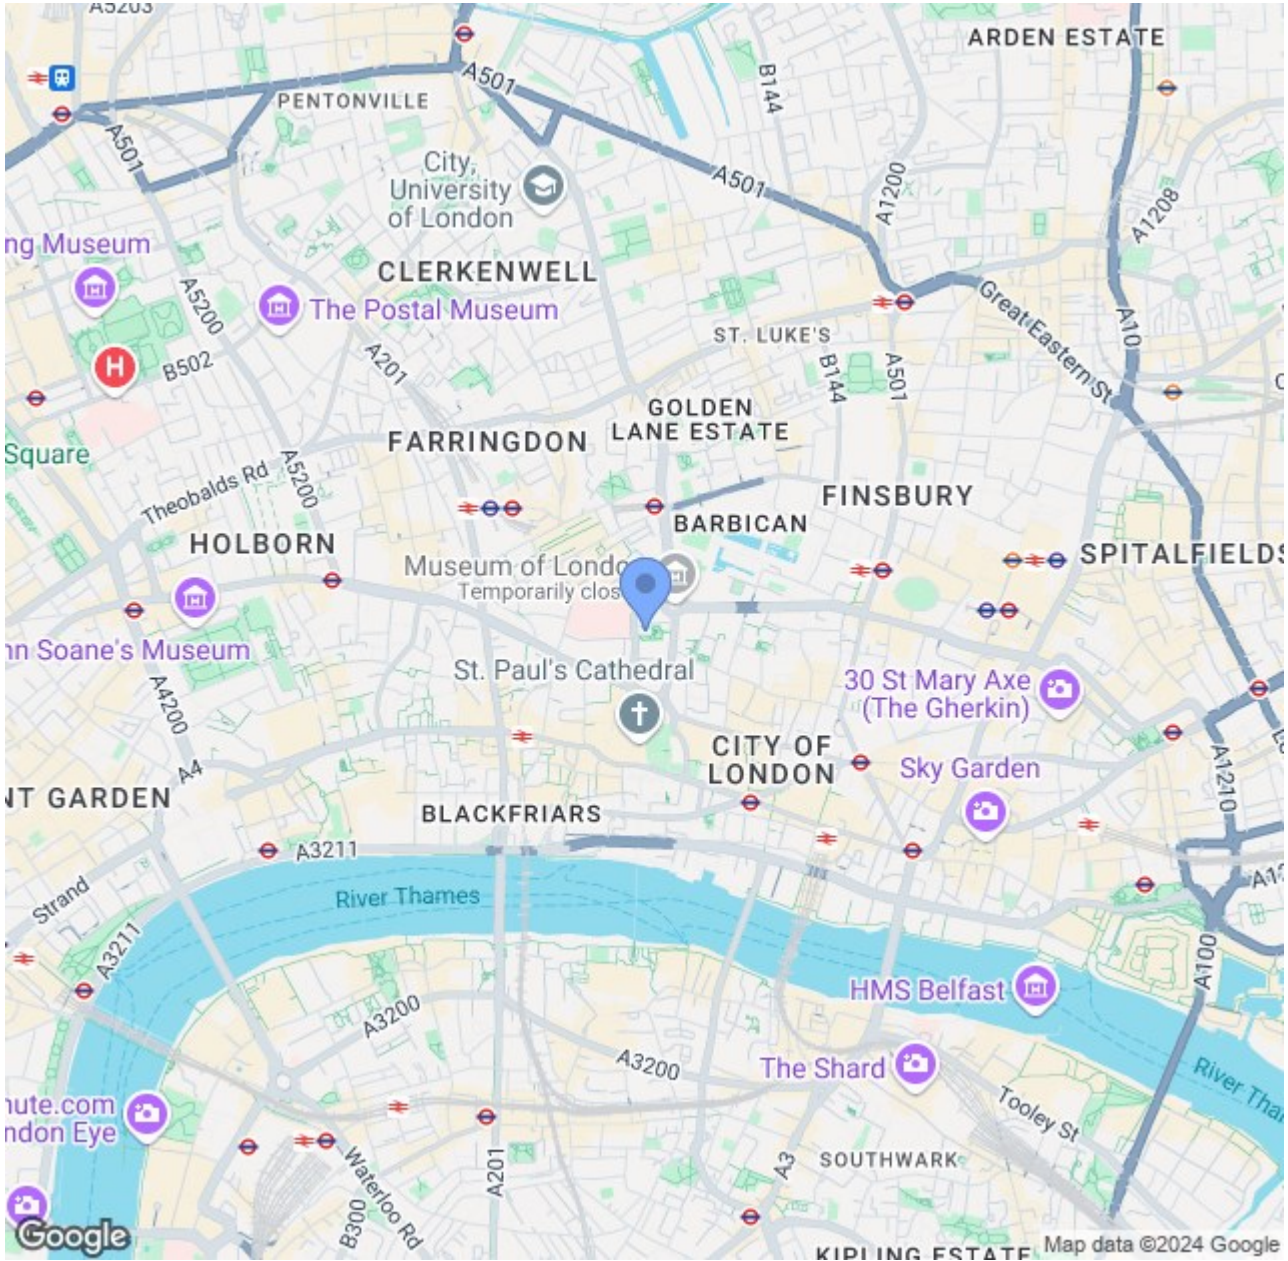 A5203
ARDEN ESTATE
A501
B144
PENTONVILLE
A501
City,
University
of London
A501
A1200
A1208
ng Museum
CLERKENWELL
A5200
The Postal Museum
Great Eastern St
A10
ST. LUKE'S
A201
B502
B144
A501
H
GOLDEN
LANE ESTATE
FARRINGDON
Square
Theobalds Rd
A5200
FINSBURY
BARBICAN
HOLBORN
SPITALFIELDS
Museum of Londo
Temporarily clos
nn Soane's Museum
St. Paul's Cathedral
30 St Mary Axe
(The Gherkin)
A4200
CITY OF
LONDON
A4
Sky Garden
A1210
NT GARDEN
BLACKFRIARS
A3211
Strand
River Thames
A3211
A100
HMS Belfast
A3200
A3200
The Shard
River Tha
Tooley St
nute.com
ndon Eye
A201
A3
SOUTHWARK
Waterloo Rd
B300
Google
KIPLING ESTATE
Map data ©2024 Google